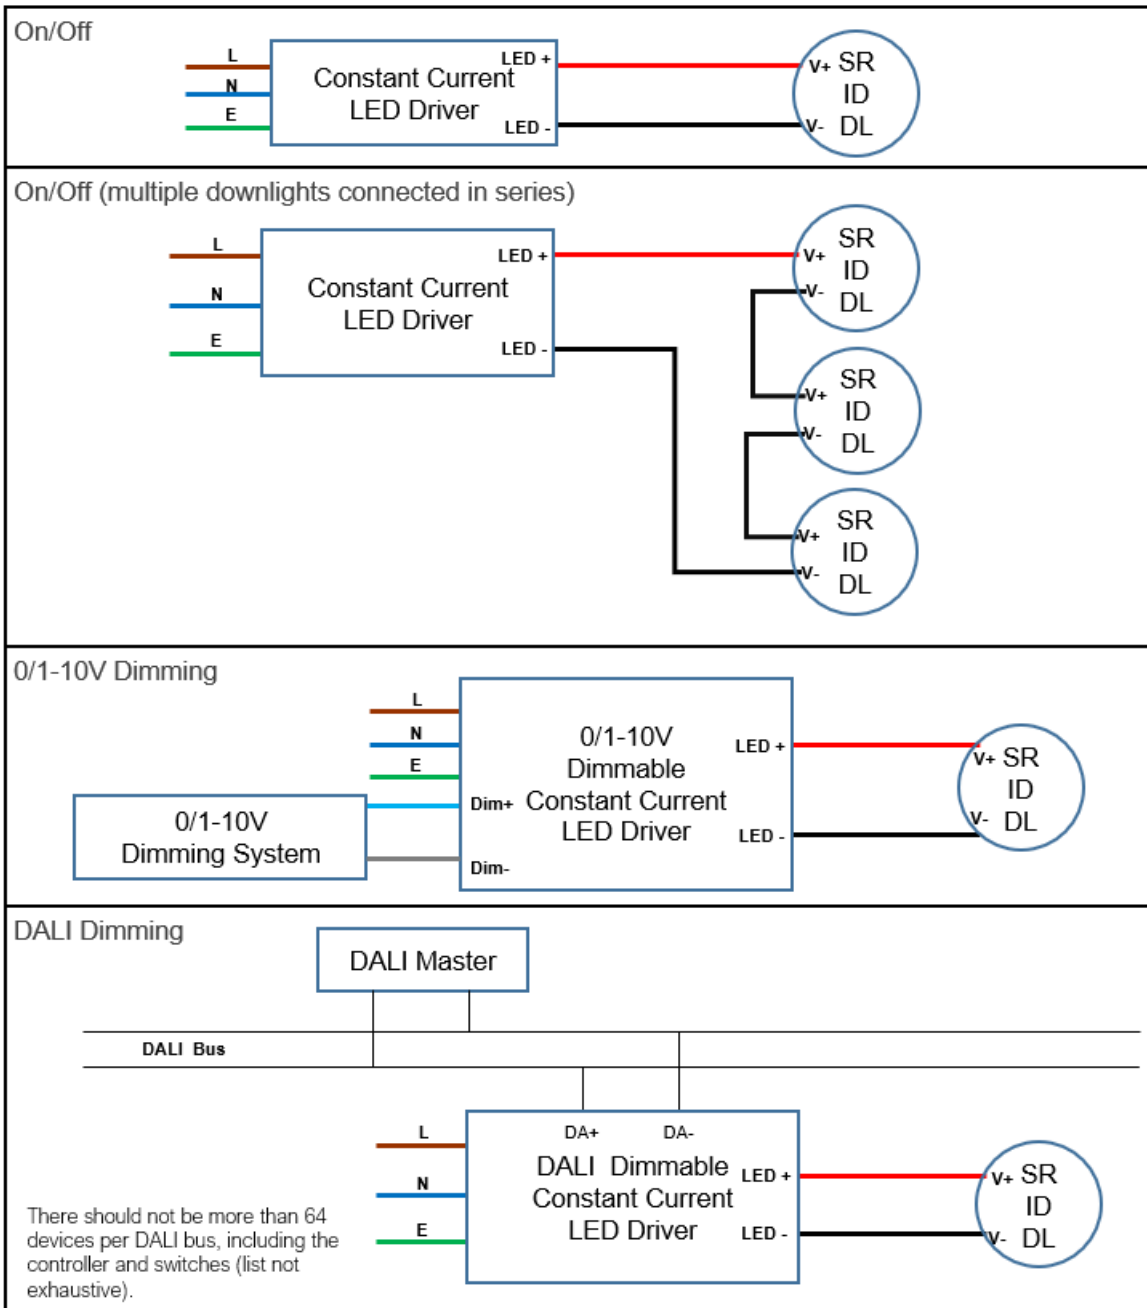 On/Off
L
N
E
Constant Current
LED Driver
LED +
LED -
V+ SR
ID
V- DL
On/Off (multiple downlights connected in series)
L
N
E
Constant Current
LED Driver
LED +
LED -
SR
V+
ID
V-
DL
SR
V+
ID
V-
DL
SR
V+
ID
V-
DL
0/1-10V Dimming
L
N
E
0/1-10V
Dimming System
Dim+
Dim-
0/1-10V
Dimmable
Constant Current
LED Driver
LED +
LED -
V+ SR
ID
V- DL
DALI Dimming
DALI Master
DALI Bus
L
N
E
DA+ DA-
DALI Dimmable
Constant Current
LED Driver
LED +
LED -
V+ SR
ID
V- DL
There should not be more than 64
devices per DALI bus, including the
controller and switches (list not
exhaustive).